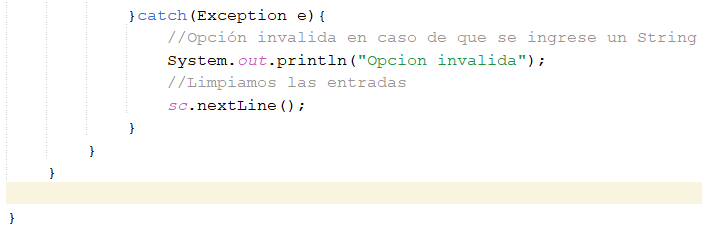 }catch(Exception e){
//Opción invalida en caso de que se ingrese un String
System.out.println("Opcion invalida");
//Limpiamos las entradas
sc.nextLine();
}
}
}
}